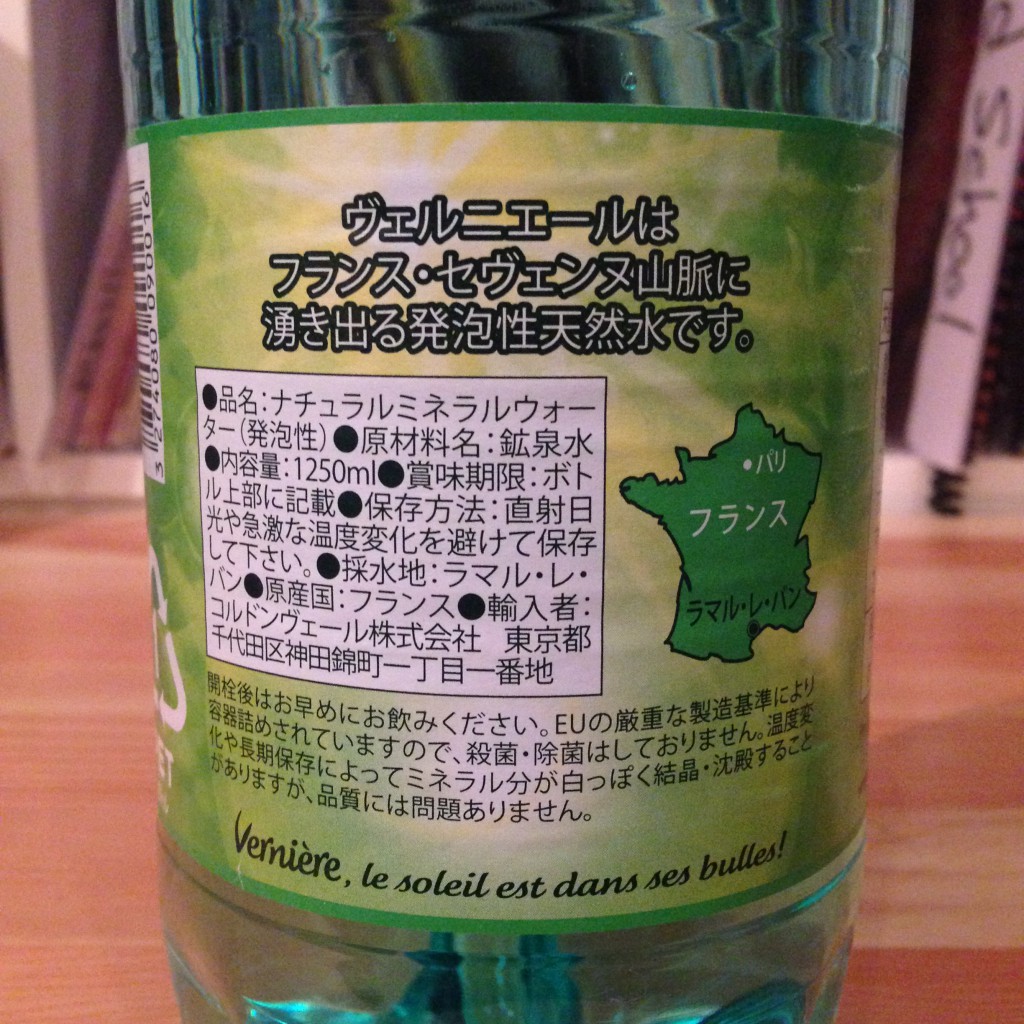 ヴェルニエールは
フランス・セヴェンヌ山脈に
湧き出る発泡性天然水です。
●品名:ナチュラルミネラルウォー
ター(発泡性)●原材料名:鉱泉水
●内容量:1250ml●賞味期限:ボト
ル上部に記載●保存方法:直射日
光や急激な温度変化を避けて保存
して下さい。●採水地:ラマル・レ・
バン●原産国:フランス●輸入者:
コルドンヴェール株式会社 東京都
千代田区神田錦町一丁目一番地
・パリ
フランス
ラマル・レ・バン
開栓後はお早めにお飲みください。EUの厳重な製造基準により
容器詰めされていますので、殺菌・除菌はしておりません。温度変
化や長期保存によってミネラル分が白っぽく結晶・沈殿すること
がありますが、品質には問題ありません。
Vernière, le soleil est dans ses bulles!
3 274080 090016
School